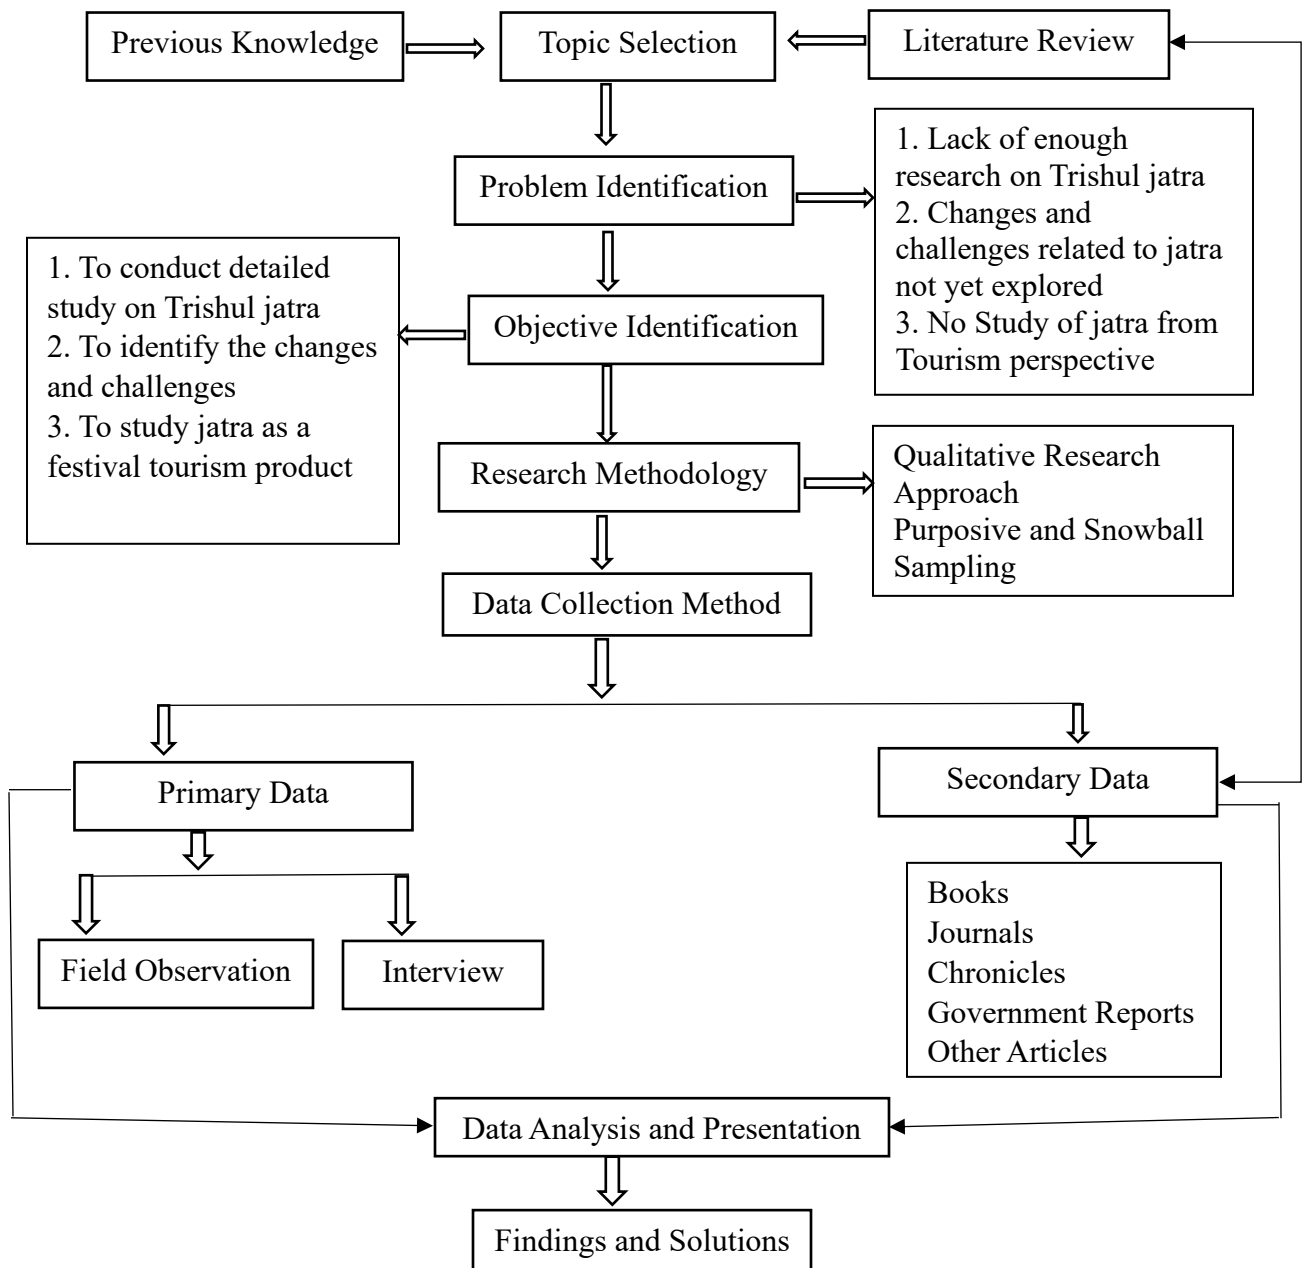 Previous Knowledge
Topic Selection
Literature Review
Problem Identification
1. Lack of enough
research on Trishul jatra
2. Changes and
challenges related to jatra
not yet explored
3. No Study of jatra from
Tourism perspective
1. To conduct detailed
study on Trishul jatra
2. To identify the changes
and challenges
3. To study jatra as a
festival tourism product
Objective Identification
Research Methodology
Qualitative Research
Approach
Purposive and Snowball
Sampling
Data Collection Method
Primary Data
Secondary Data
Field Observation
Interview
Books
Journals
Chronicles
Government Reports
Other Articles
Data Analysis and Presentation
Findings and Solutions